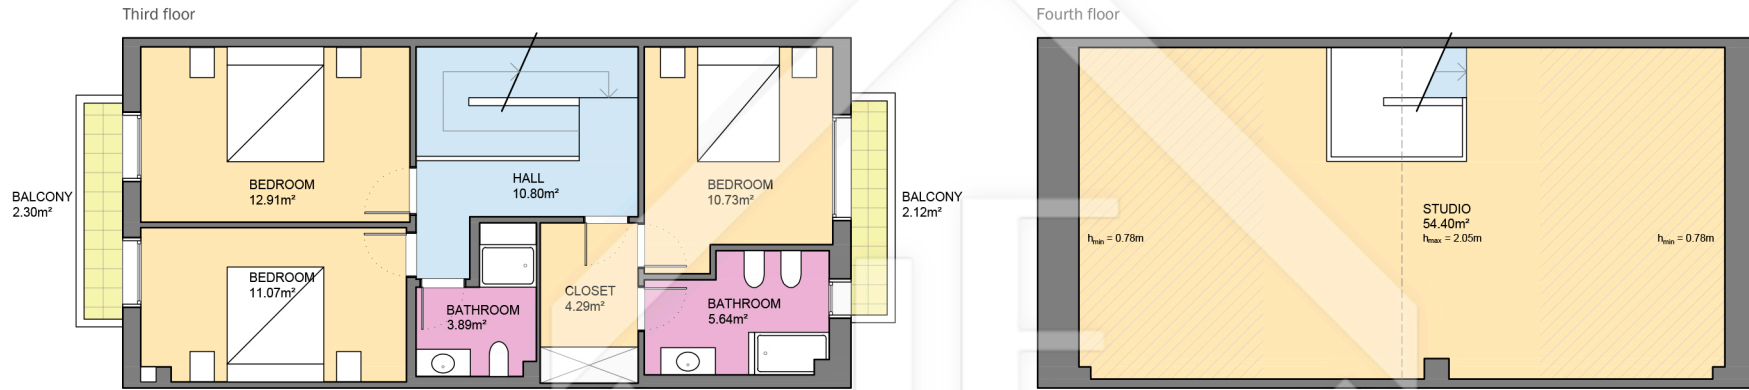 Third floor
Fourth floor
BALCONY
2.30m²
BEDROOM
12.91m²
HALL
10.80m²
BEDROOM
10.73m²
BALCONY
2.12m²
BEDROOM
11.07m²
BATHROOM
3.89m²
CLOSET
4.29m²
BATHROOM
5.64m²
hmin = 0.78m
STUDIO
54.40m²
hmax = 2.05m
hmin = 0.78m